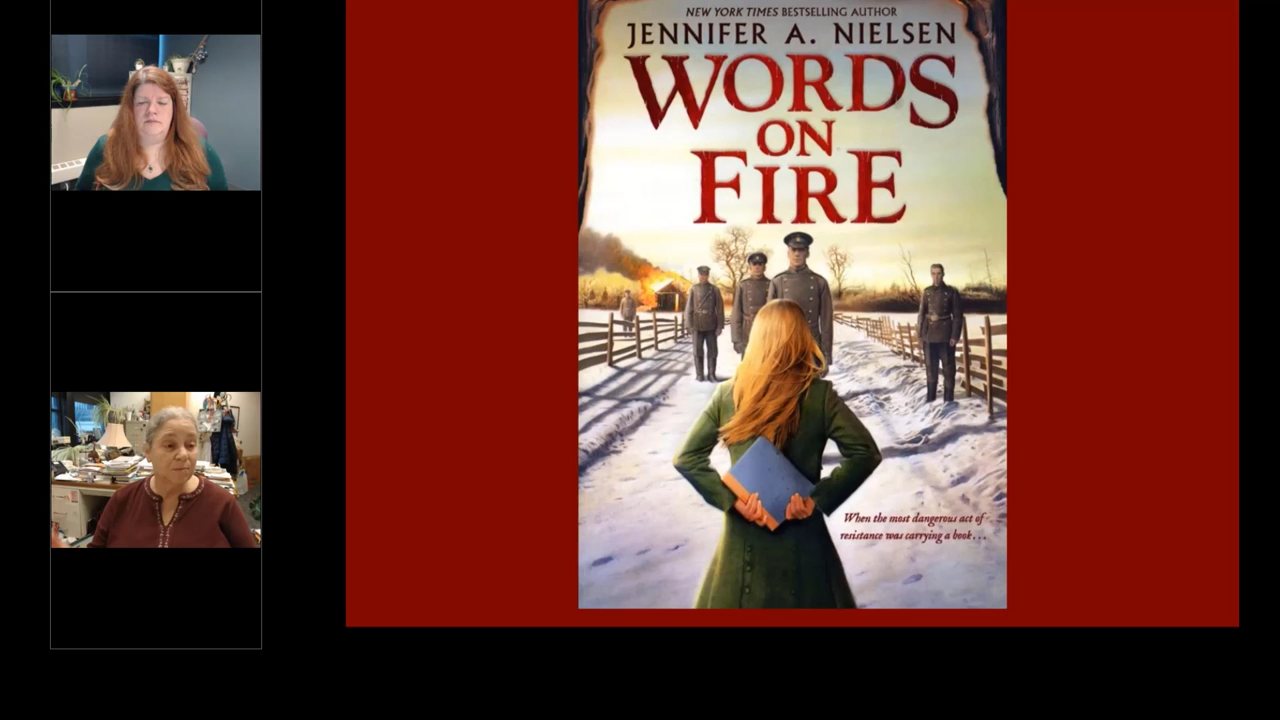 NEW YORK TIMES BESTSELLING AUTHOR
JENNIFER A. NIELSEN
WORDS
ON
FIRE
When the most dangerous act of
resistance was carrying a book...